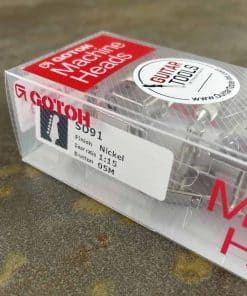 GOTOH
Machine
Heads
GUITAR
TOOLS
GOTOH
SD91
Finish Nickel
Gearratio 1:15
Button 05M